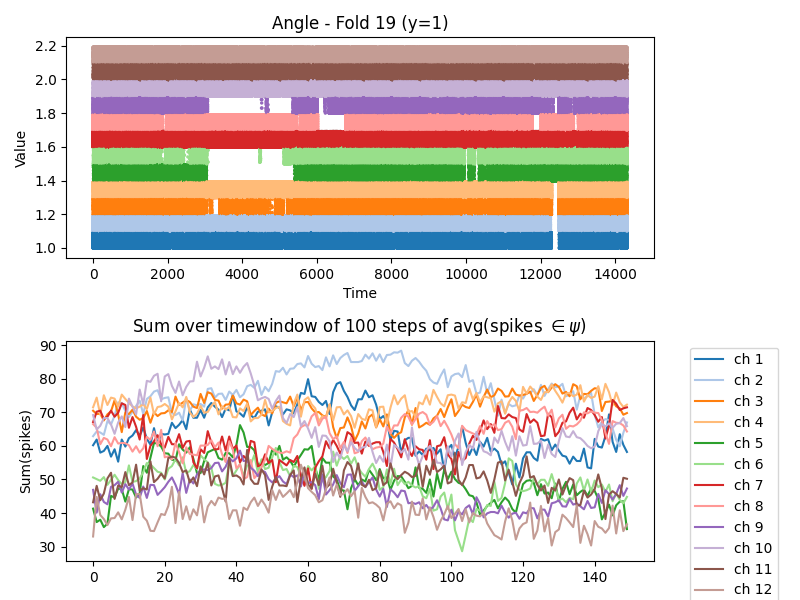 Angle - Fold 19 (y=1)
2.2
2.0
1.8
1.6
1.4
1.2
1.0
Value
0 2000 4000 6000 8000 10000 12000 14000
Time
Sum over timewindow of 100 steps of avg(spikes ∈ψ)
90
80
70
60
50
40
30
Sum(spikes)
0 20 40 60 80 100 120 140
ch 1
ch 2
ch 3
ch 4
ch 5
ch 6
ch 7
ch 8
ch 9
ch 10
ch 11
ch 12